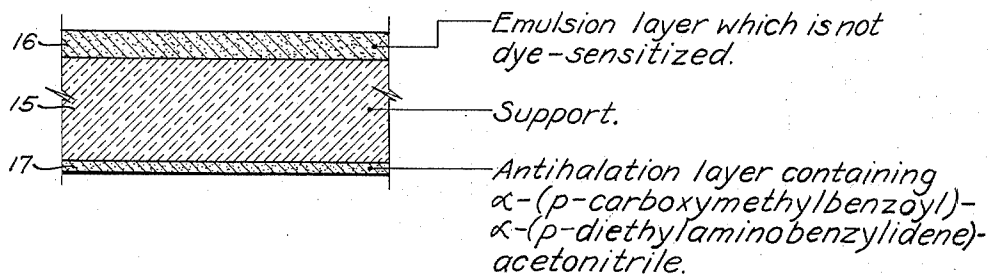 16
Emulsion layer which is not
dye-sensitized.
15
Support.
17
Antihalation layer containing
α-(p-carboxymethylbenzoyl)-
α-(p-diethylaminobenzylidene)-
acetonitrile.